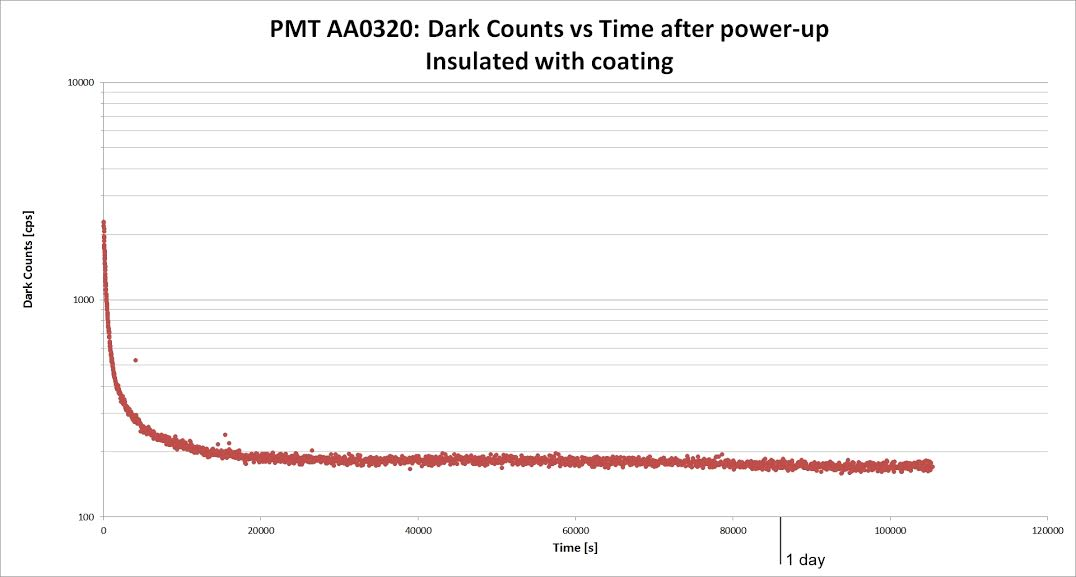 PMT AA0320: Dark Counts vs Time after power-up
Insulated with coating
10000
Dark Counts [cps]
1000
100
0 20000 40000 60000 80000 100000 120000
Time [s]
1 day